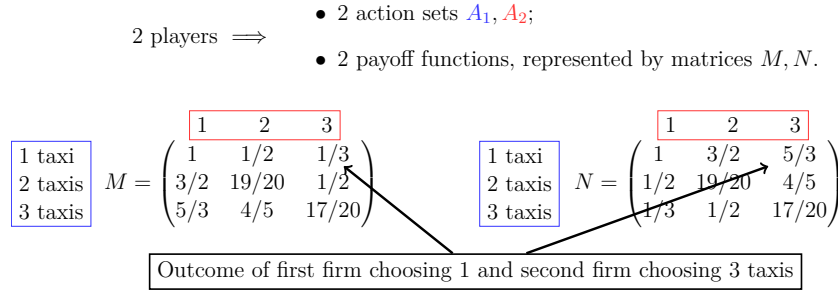 • 2 action sets A₁, A₂;
2 players ⟹
• 2 payoff functions, represented by matrices M, N.
1 2 3
1 taxi
2 taxis
3 taxis
M =
1 1/2 1/3
3/2 19/20 1/2
5/3 4/5 17/20
1 2 3
1 taxi
2 taxis
3 taxis
N =
1 3/2 5/3
1/2 19/20 4/5
1/3 1/2 17/20
Outcome of first firm choosing 1 and second firm choosing 3 taxis